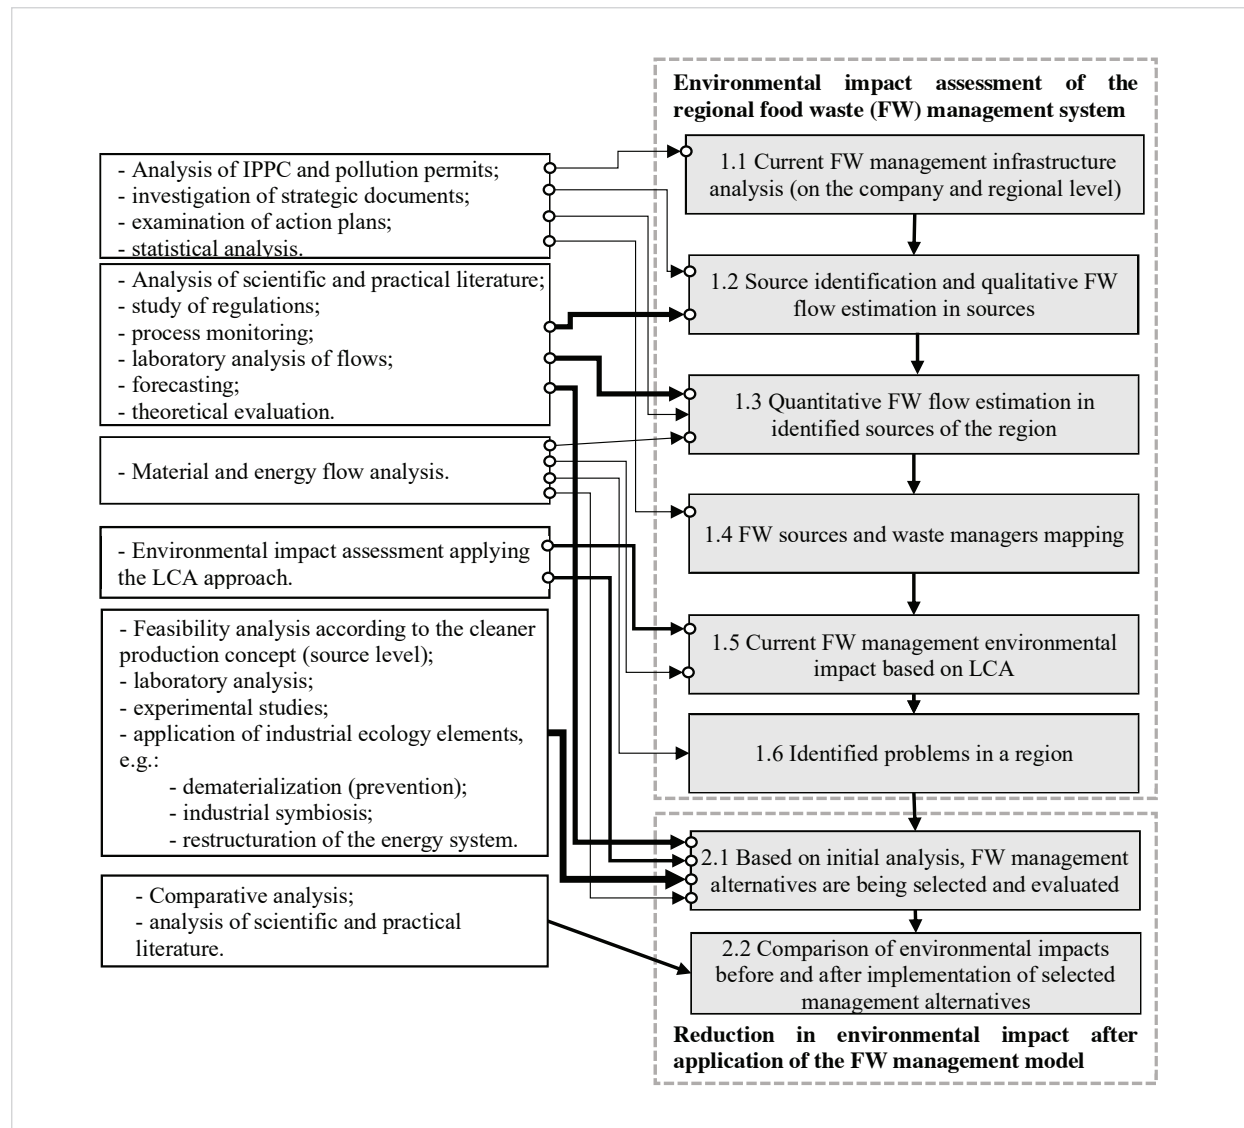 Environmental impact assessment of the
regional food waste (FW) management system
- Analysis of IPPC and pollution permits;
- investigation of strategic documents;
- examination of action plans;
- statistical analysis.
- Analysis of scientific and practical literature;
- study of regulations;
- process monitoring;
- laboratory analysis of flows;
- forecasting;
- theoretical evaluation.
- Material and energy flow analysis.
- Environmental impact assessment applying
the LCA approach.
- Feasibility analysis according to the cleaner
production concept (source level);
- laboratory analysis;
- experimental studies;
- application of industrial ecology elements,
e.g.:
- dematerialization (prevention);
- industrial symbiosis;
- restructuration of the energy system.
- Comparative analysis;
- analysis of scientific and practical
literature.
1.1 Current FW management infrastructure
analysis (on the company and regional level)
1.2 Source identification and qualitative FW
flow estimation in sources
1.3 Quantitative FW flow estimation in
identified sources of the region
1.4 FW sources and waste managers mapping
1.5 Current FW management environmental
impact based on LCA
1.6 Identified problems in a region
2.1 Based on initial analysis, FW management
alternatives are being selected and evaluated
2.2 Comparison of environmental impacts
before and after implementation of selected
management alternatives
Reduction in environmental impact after
application of the FW management model